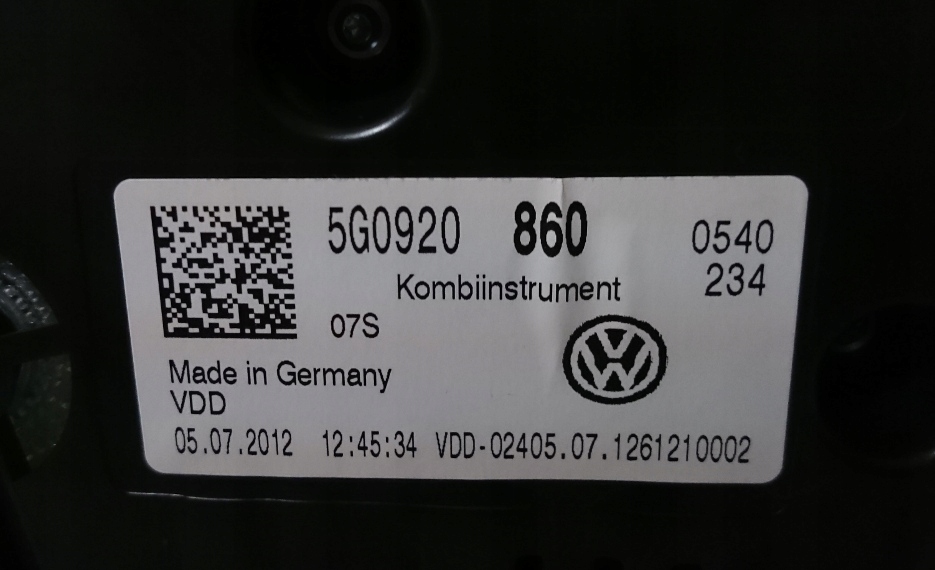 5G0920 860 0540
Kombiinstrument 234
07S
Made in Germany
VDD
05.07.2012 12:45:34 VDD-02405.07.1261210002